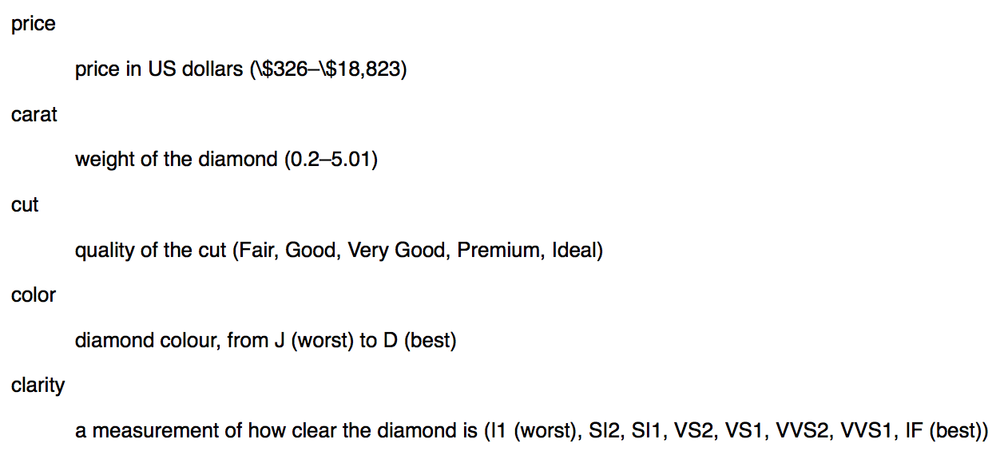 price
price in US dollars (\$326–\$18,823)
carat
weight of the diamond (0.2–5.01)
cut
quality of the cut (Fair, Good, Very Good, Premium, Ideal)
color
diamond colour, from J (worst) to D (best)
clarity
a measurement of how clear the diamond is (I1 (worst), SI2, SI1, VS2, VS1, VVS2, VVS1, IF (best))